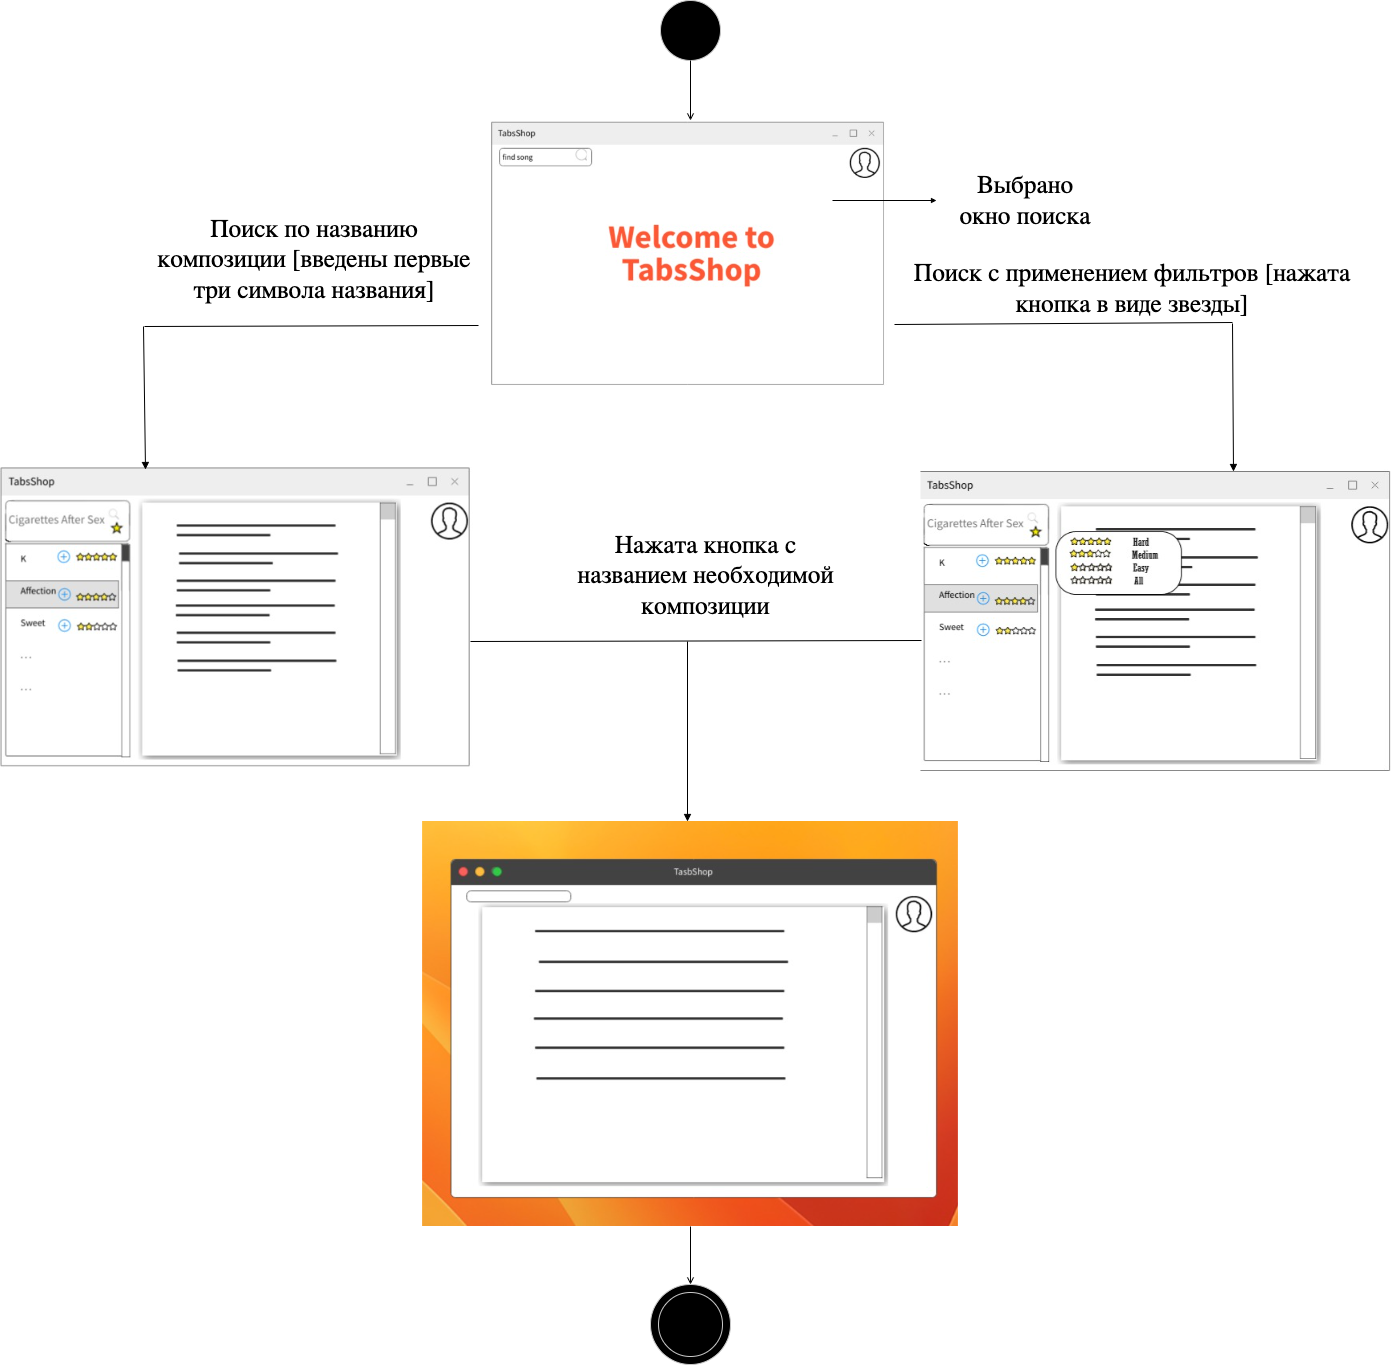 TabsShop
find song
Welcome to
TabsShop
Выбрано
окно поиска
Поиск по названию
композиции [введены первые
три символа названия]
Поиск с применением фильтров [нажата
кнопка в виде звезды]
TabsShop
Cigarettes After Sex
K
Affection
Sweet
...
...
Нажата кнопка с
названием необходимой
композиции
TabsShop
Cigarettes After Sex
K
Affection
Sweet
...
...
Hard
Medium
Easy
All
TasbShop